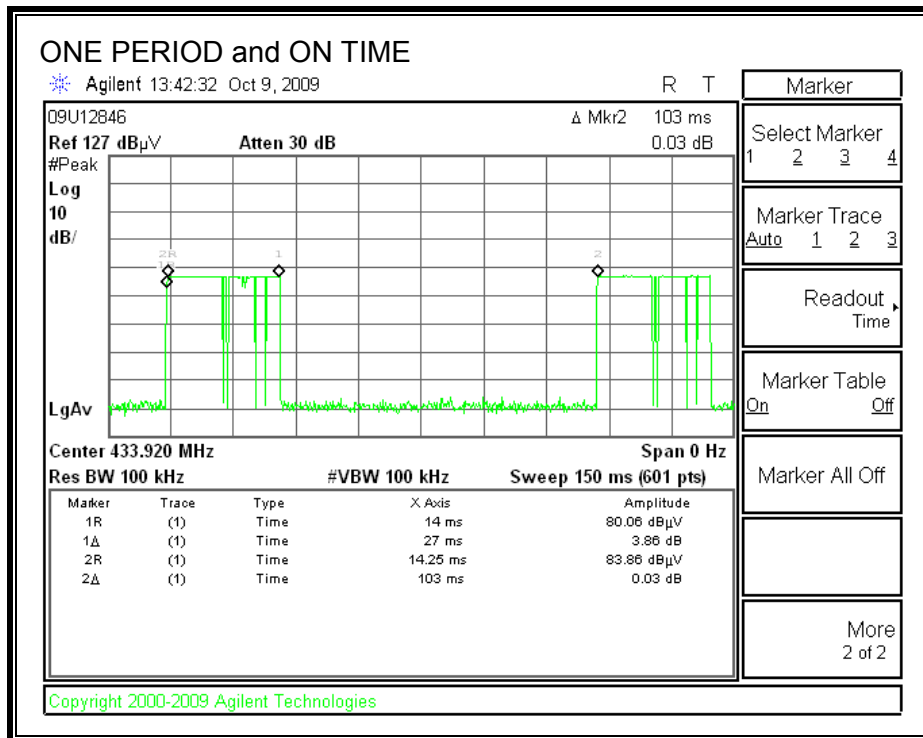 ONE PERIOD and ON TIME
Agilent 13:42:32 Oct 9, 2009 R T
09U12846 Δ Mkr2 103 ms
Ref 127 dBµV Atten 30 dB 0.03 dB
#Peak
Log
10
dB/
2R 1 2
1R
LgAv
Center 433.920 MHz Span 0 Hz
Res BW 100 kHz #VBW 100 kHz Sweep 150 ms (601 pts)
Marker Trace Type X Axis Amplitude
1R (1) Time 14 ms 80.06 dBµV
1Δ (1) Time 27 ms 3.86 dB
2R (1) Time 14.25 ms 83.86 dBµV
2Δ (1) Time 103 ms 0.03 dB
Copyright 2000-2009 Agilent Technologies
Marker
Select Marker
1 2 3 4
Marker Trace
Auto 1 2 3
Readout
Time
Marker Table
On Off
Marker All Off
More
2 of 2